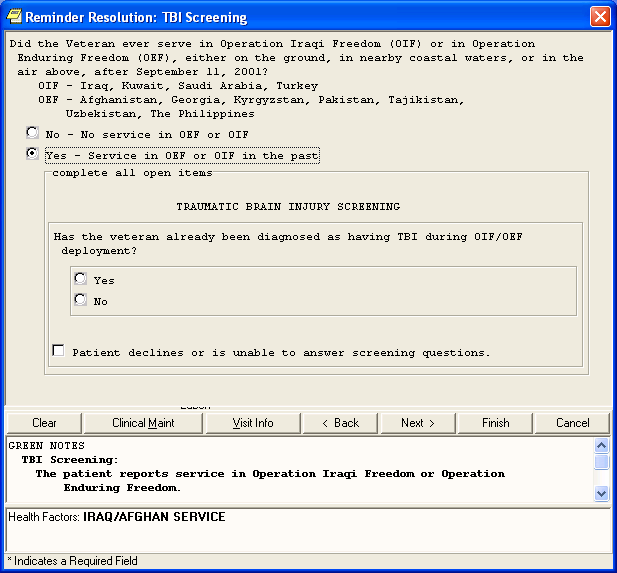 Reminder Resolution: TBI Screening
Did the Veteran ever serve in Operation Iraqi Freedom (OIF) or in Operation
Enduring Freedom (OEF), either on the ground, in nearby coastal waters, or in the
air above, after September 11, 2001?
OIF - Iraq, Kuwait, Saudi Arabia, Turkey
OEF - Afghanistan, Georgia, Kyrgyzstan, Pakistan, Tajikistan,
Uzbekistan, The Philippines
No - No service in OEF or OIF
Yes - Service in OEF or OIF in the past
complete all open items
TRAUMATIC BRAIN INJURY SCREENING
Has the veteran already been diagnosed as having TBI during OIF/OEF
deployment?
Yes
No
Patient declines or is unable to answer screening questions.
Clear Clinical Maint Visit Info < Back Next > Finish Cancel
GREEN NOTES
TBI Screening:
The patient reports service in Operation Iraqi Freedom or Operation
Enduring Freedom.
Health Factors: IRAQ/AFGHAN SERVICE
* Indicates a Required Field